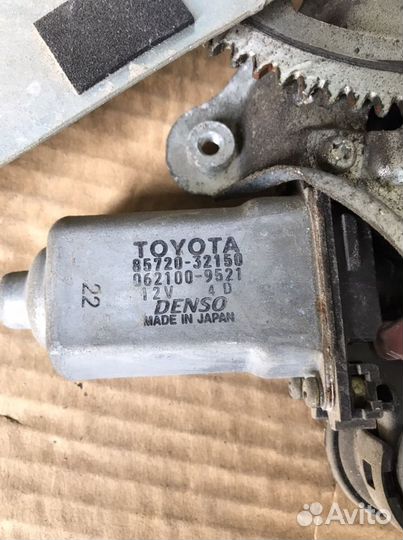 TOYOTA
85720-32150
062100-9521
12V 4D
DENSO
MADE IN JAPAN
22
Avito